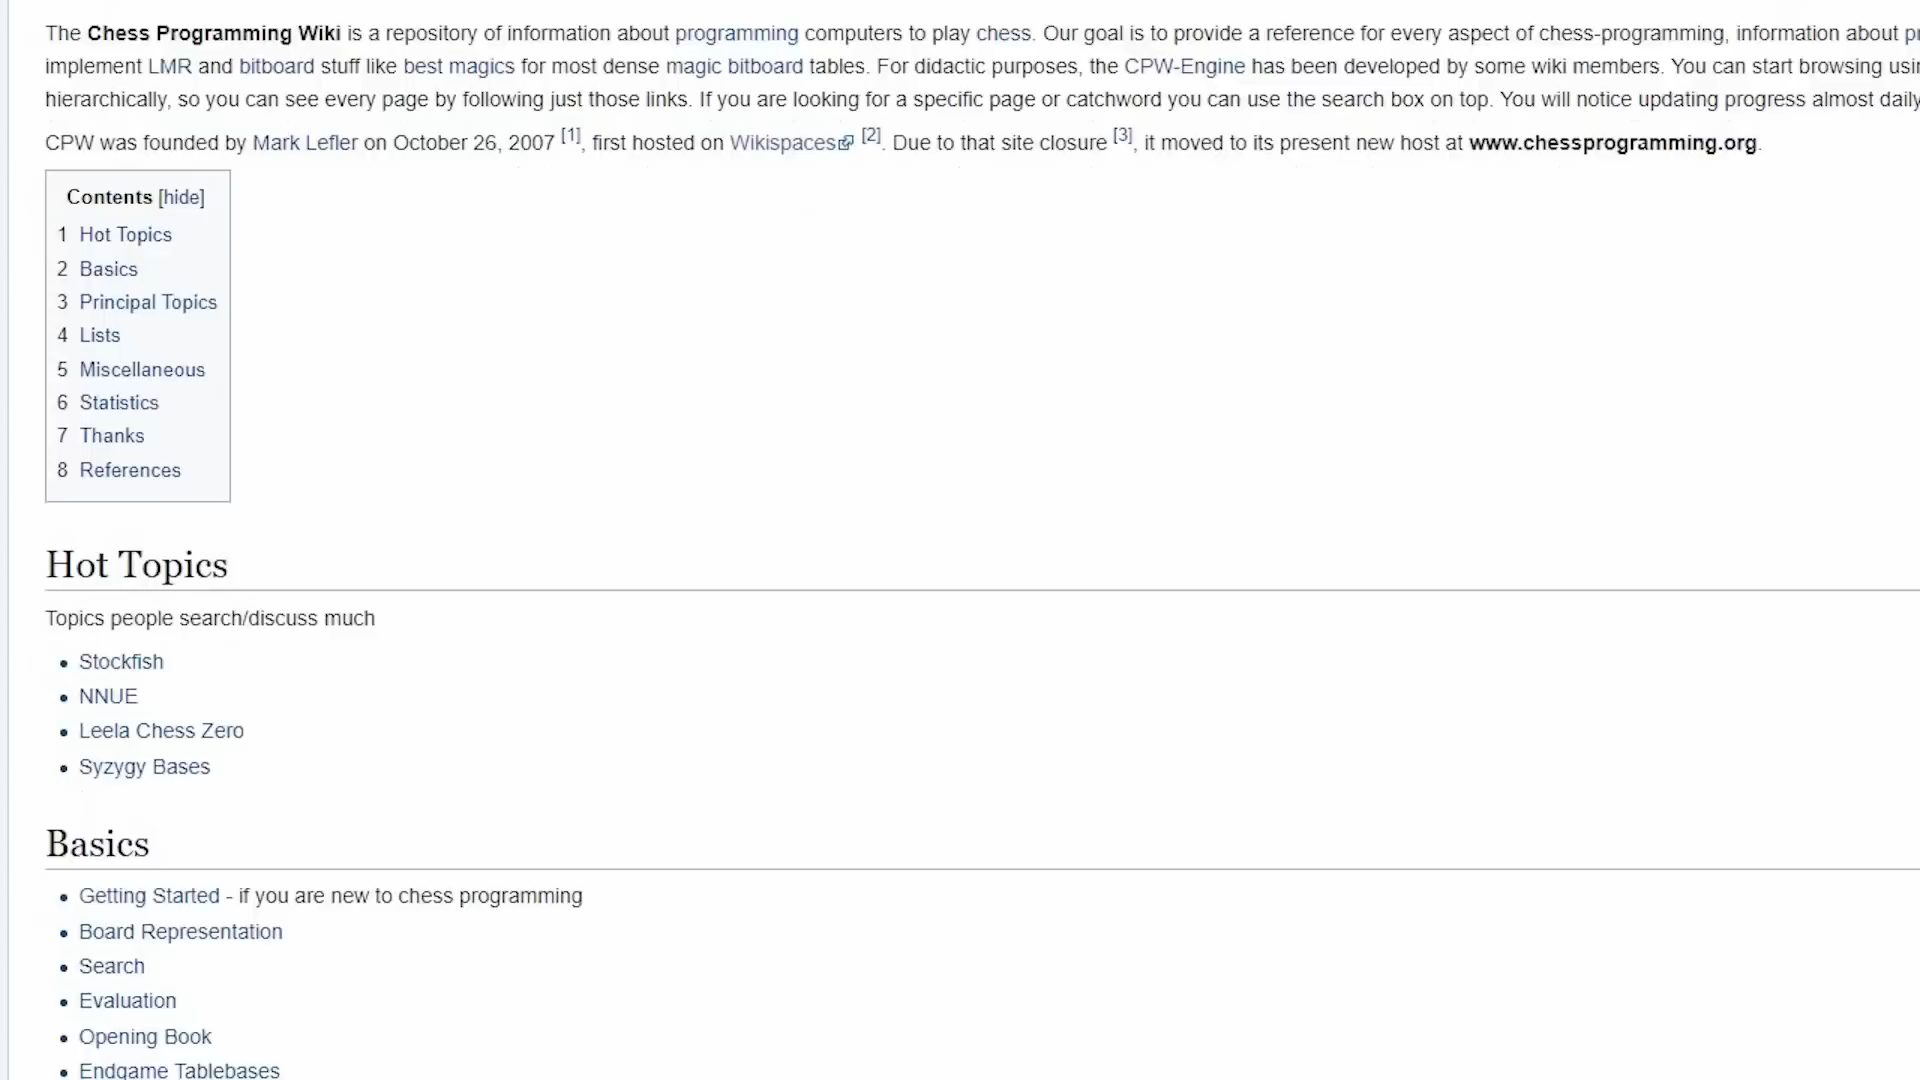 The Chess Programming Wiki is a repository of information about programming computers to play chess. Our goal is to provide a reference for every aspect of chess-programming, information about
implement LMR and bitboard stuff like best magics for most dense magic bitboard tables. For didactic purposes, the CPW-Engine has been developed by some wiki members. You can start browsing
hierarchically, so you can see every page by following just those links. If you are looking for a specific page or catchword you can use the search box on top. You will notice updating progress almost daily
CPW was founded by Mark Lefler on October 26, 2007 [1], first hosted on Wikispaces [2]. Due to that site closure [3], it moved to its present new host at www.chessprogramming.org.
Contents [hide]
1 Hot Topics
2 Basics
3 Principal Topics
4 Lists
5 Miscellaneous
6 Statistics
7 Thanks
8 References
Hot Topics
Topics people search/discuss much
• Stockfish
• NNUE
• Leela Chess Zero
• Syzygy Bases
Basics
• Getting Started - if you are new to chess programming
• Board Representation
• Search
• Evaluation
• Opening Book
• Endgame Tablebases